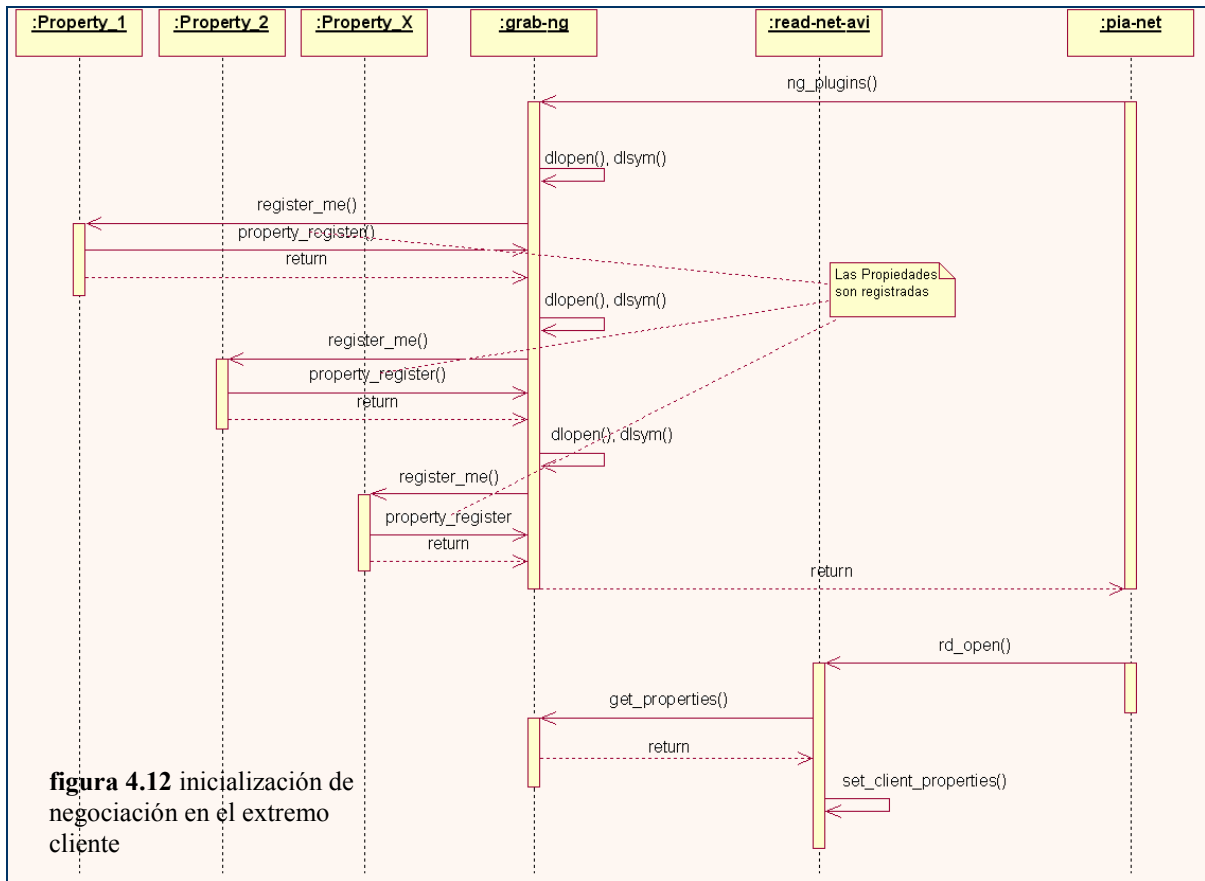 :Property_1
:Property_2
:Property_X
:grab-ng
:read-net-avi
:pia-net
ng_plugins()
dlopen(), dlsym()
register_me()
property_register()
return
Las Propiedades
son registradas
dlopen(), dlsym()
register_me()
property_register()
return
dlopen(), dlsym()
register_me()
property_register
return
return
rd_open()
get_properties()
return
set_client_properties()
figura 4.12 inicialización de
negociación en el extremo
cliente